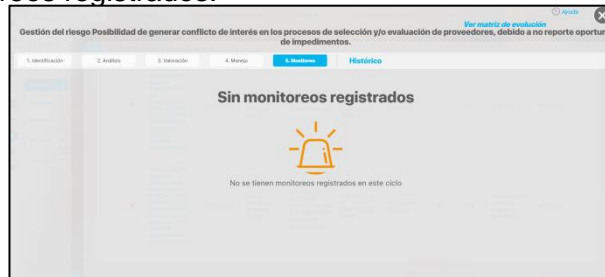 reos registrados.
Ayuda
Ver matriz de evolución
Gestión del riesgo Posibilidad de generar conflicto de interés en los procesos de selección y/o evaluación de proveedores, debido a no reporte oportun
de impedimentos.
1. Identificación 2. Análisis 3. Valoración 4. Manejo 5. Monitoreo Histórico
Sin monitoreos registrados
No se tienen monitoreos registrados en este ciclo